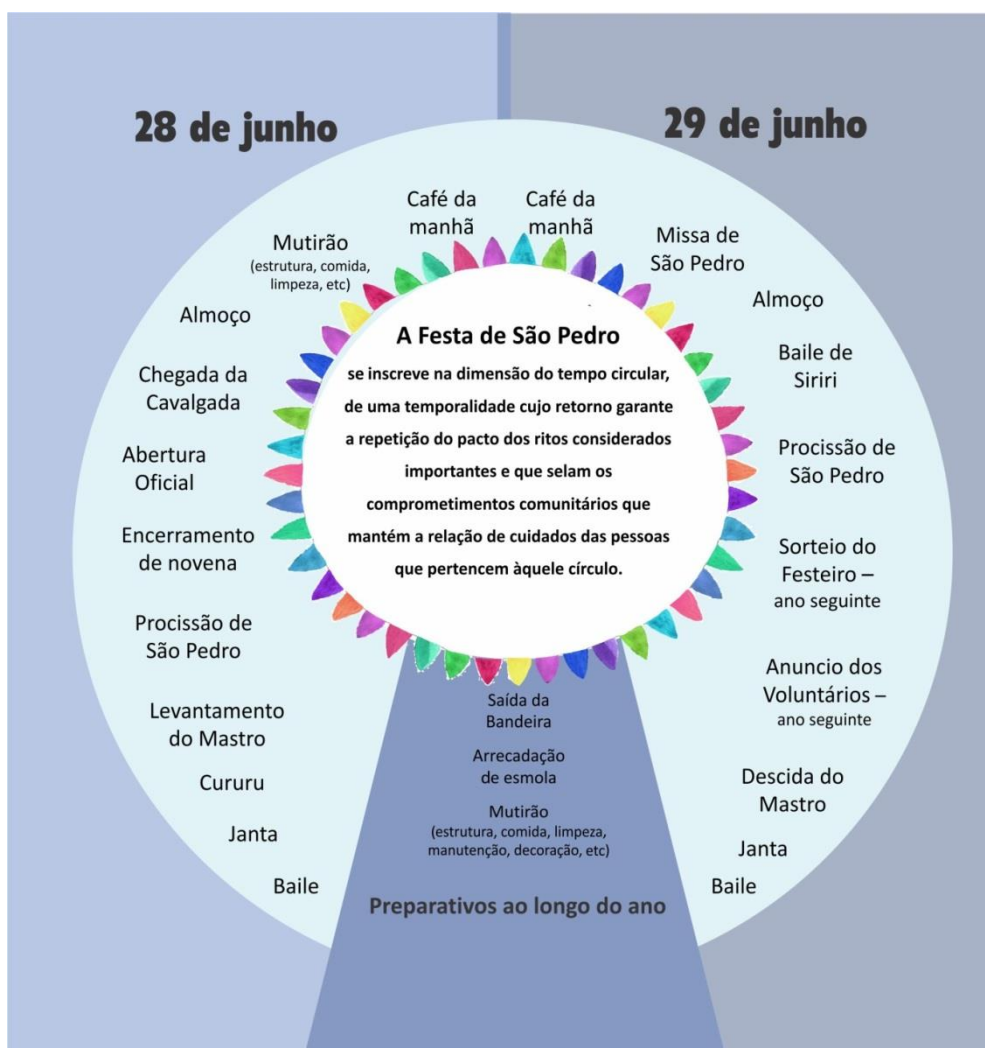 28 de junho
29 de junho
Café da
manhã
Mutirão
(estrutura, comida,
limpeza, etc)
Almoço
Chegada da
Cavalgada
Abertura
Oficial
Encerramento
de novena
Procissão de
São Pedro
Levantamento
do Mastro
Cururu
Janta
Baile
Café da
manhã
Missa de
São Pedro
Almoço
Baile de
Siriri
Procissão de
São Pedro
Sorteio do
Festeiro –
ano seguinte
Anuncio dos
Voluntários –
ano seguinte
Descida do
Mastro
Janta
Baile
A Festa de São Pedro
se inscreve na dimensão do tempo circular,
de uma temporalidade cujo retorno garante
a repetição do pacto dos ritos considerados
importantes e que selam os
comprometimentos comunitários que
mantém a relação de cuidados das pessoas
que pertencem àquele círculo.
Saída da
Bandeira
Arrecadação
de esmola
Mutirão
(estrutura, comida, limpeza,
manutenção, decoração, etc)
Preparativos ao longo do ano